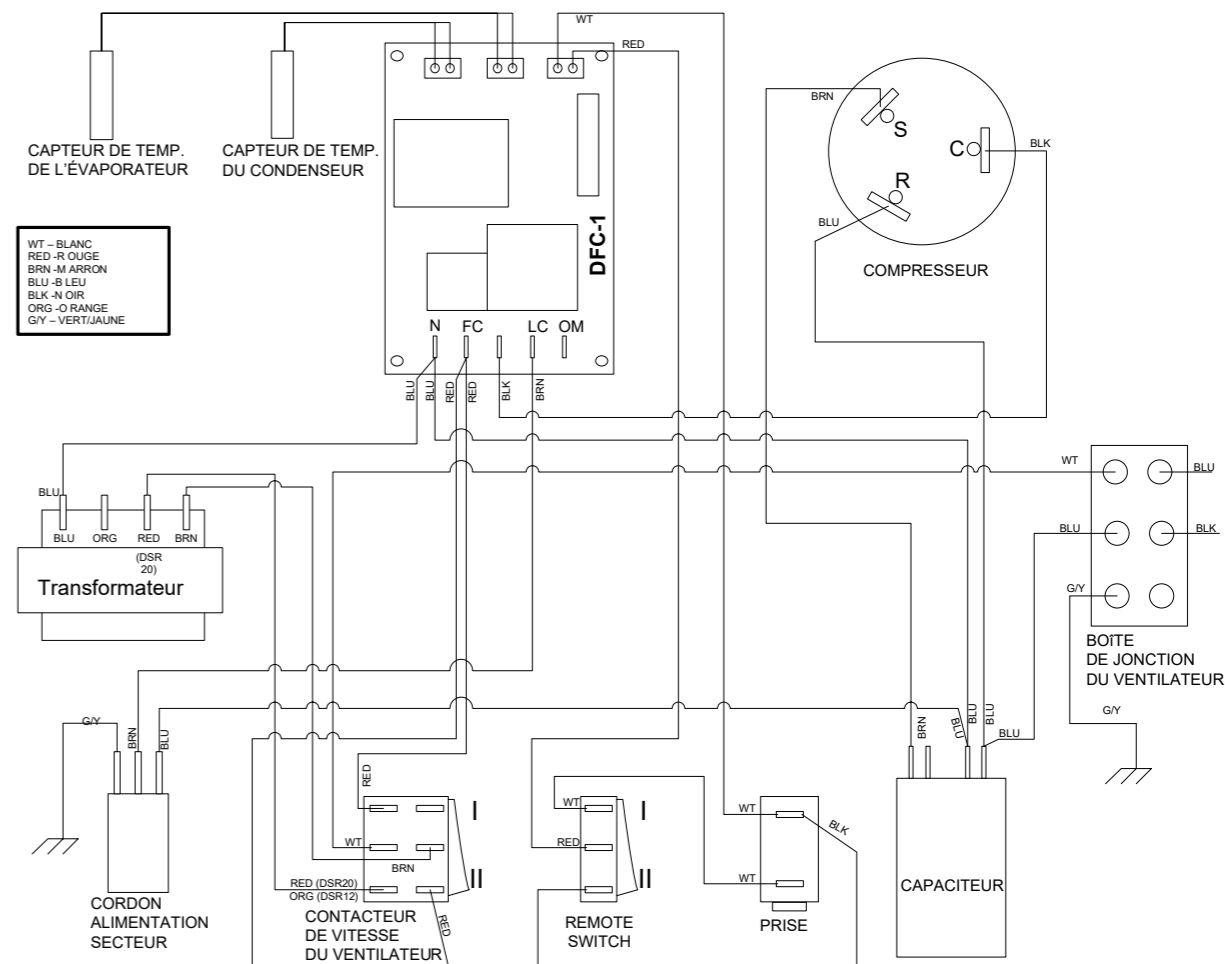 WT
RED
CAPTEUR DE TEMP.
DE L'ÉVAPORATEUR
CAPTEUR DE TEMP.
DU CONDENSEUR
DFC-1
BRN
S
C
BLK
R
BLU
COMPRESSEUR
WT – BLANC
RED -R OUGE
BRN -M ARRON
BLU -B LEU
BLK -N OIR
ORG -O RANGE
G/Y – VERT/JAUNE
N
FC
LC
OM
BLU
BLU
RED
RED
BLK
BRN
WT
BLU
BLU
BLK
G/Y
BOîTE
DE JONCTION
DU VENTILATEUR
G/Y
BLU
BLU
ORG
RED
BRN
(DSR
20)
Transformateur
G/Y
BRN
BLU
CORDON
ALIMENTATION
SECTEUR
RED
I
WT
BRN
RED (DSR20)
ORG (DSR12)
II
RED
CONTACTEUR
DE VITESSE
DU VENTILATEUR
WT
I
RED
II
REMOTE
SWITCH
WT
BLK
WT
PRISE
BRN
BLU
BLU
BLU
BLU
CAPACITEUR